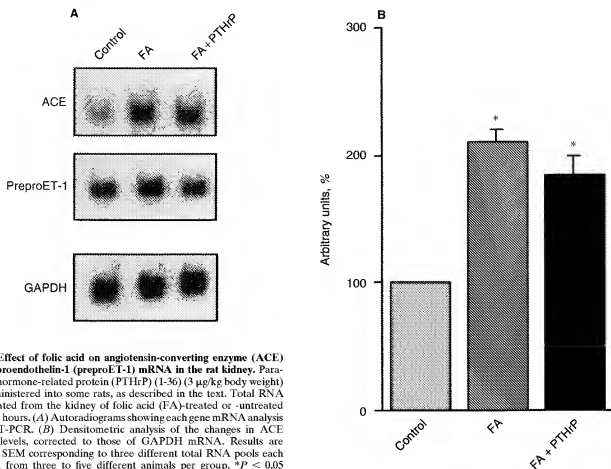 A
Control
FA
FA + PTHrP
ACE
PreproET-1
GAPDH
Effect of folic acid on angiotensin-converting enzyme (ACE)
proendothelin-1 (preproET-1) mRNA in the rat kidney. Para-
hormone-related protein (PTHrP) (1-36) (3 μg/kg body weight)
inistered into some rats, as described in the text. Total RNA
ated from the kidney of folic acid (FA)-treated or -untreated
hours. (A) Autoradiograms showing each gene mRNA analysis
T-PCR. (B) Densitometric analysis of the changes in ACE
levels, corrected to those of GAPDH mRNA. Results are
SEM corresponding to three different total RNA pools each
from three to five different animals per group. *P < 0.05
B
300
200
100
0
Arbitrary units, %
*
*
Control
FA
FA + PTHrP